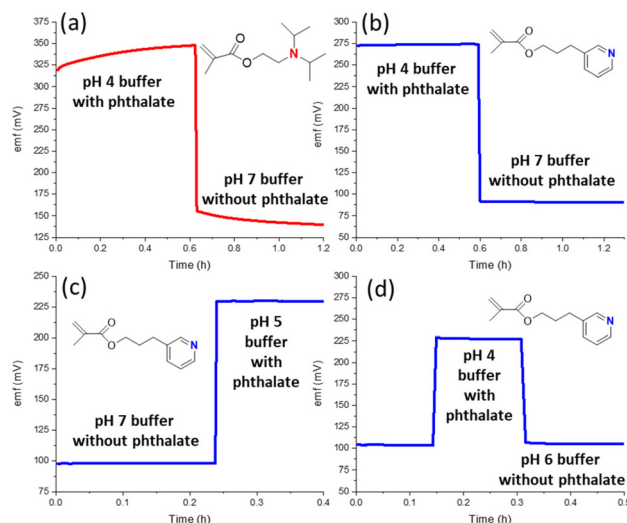 (a)
375
350
325
300
275
250
225
200
175
150
125
emf (mV)
pH 4 buffer
with phthalate
pH 7 buffer
without phthalate
O
O
N
0.0 0.2 0.4 0.6 0.8 1.0 1.2
Time (h)
(b)
300
275
250
225
200
175
150
125
100
75
50
emf (mV)
pH 4 buffer
with phthalate
pH 7 buffer
without phthalate
O
O
N
0.0 0.2 0.4 0.6 0.8 1.0 1.2
Time (h)
(c)
250
225
200
175
150
125
100
75
emf (mV)
O
O
N
pH 7 buffer
without phthalate
pH 5
buffer
with
phthalate
0.0 0.1 0.2 0.3 0.4
Time (h)
(d)
300
275
250
225
200
175
150
125
100
75
50
emf (mV)
O
O
N
pH 4
buffer
with
phthalate
pH 6 buffer
without phthalate
0.0 0.1 0.2 0.3 0.4 0.5
Time (h)